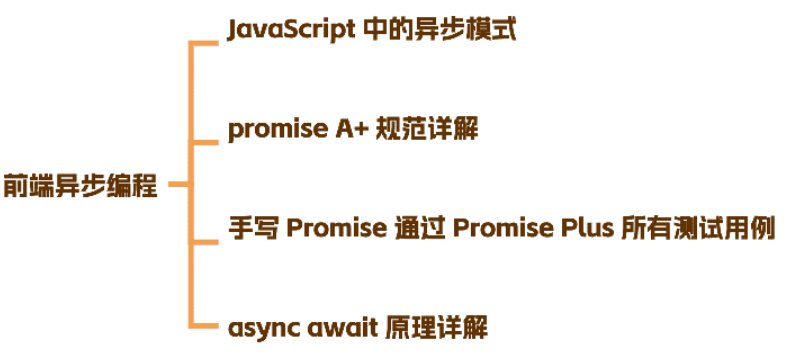 JavaScript 中的异步模式
promise A+ 规范详解
前端异步编程
手写 Promise 通过 Promise Plus 所有测试用例
async await 原理详解